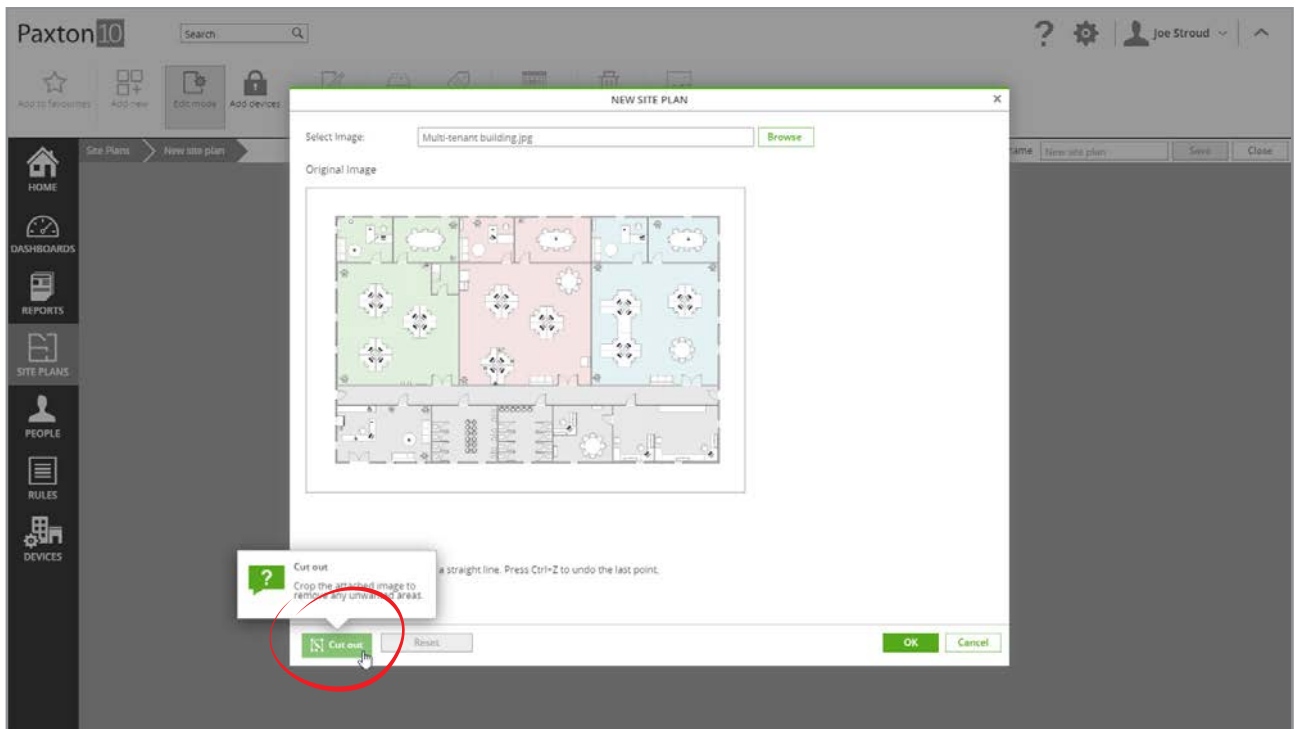 Paxton10
Search
Joe Stroud
Add to favourites
Add new
Edit mode
Add devices
NEW SITE PLAN
Select Image:
Multi-tenant building.jpg
Browse
Site Plans
New site plan
name
New site plan
Save
Close
Original Image
HOME
DASHBOARDS
REPORTS
SITE PLANS
PEOPLE
RULES
DEVICES
Cut out
Crop the attached image to
remove any unwanted areas.
a straight line. Press Ctrl+Z to undo the last point.
Cut out
Reset
OK
Cancel